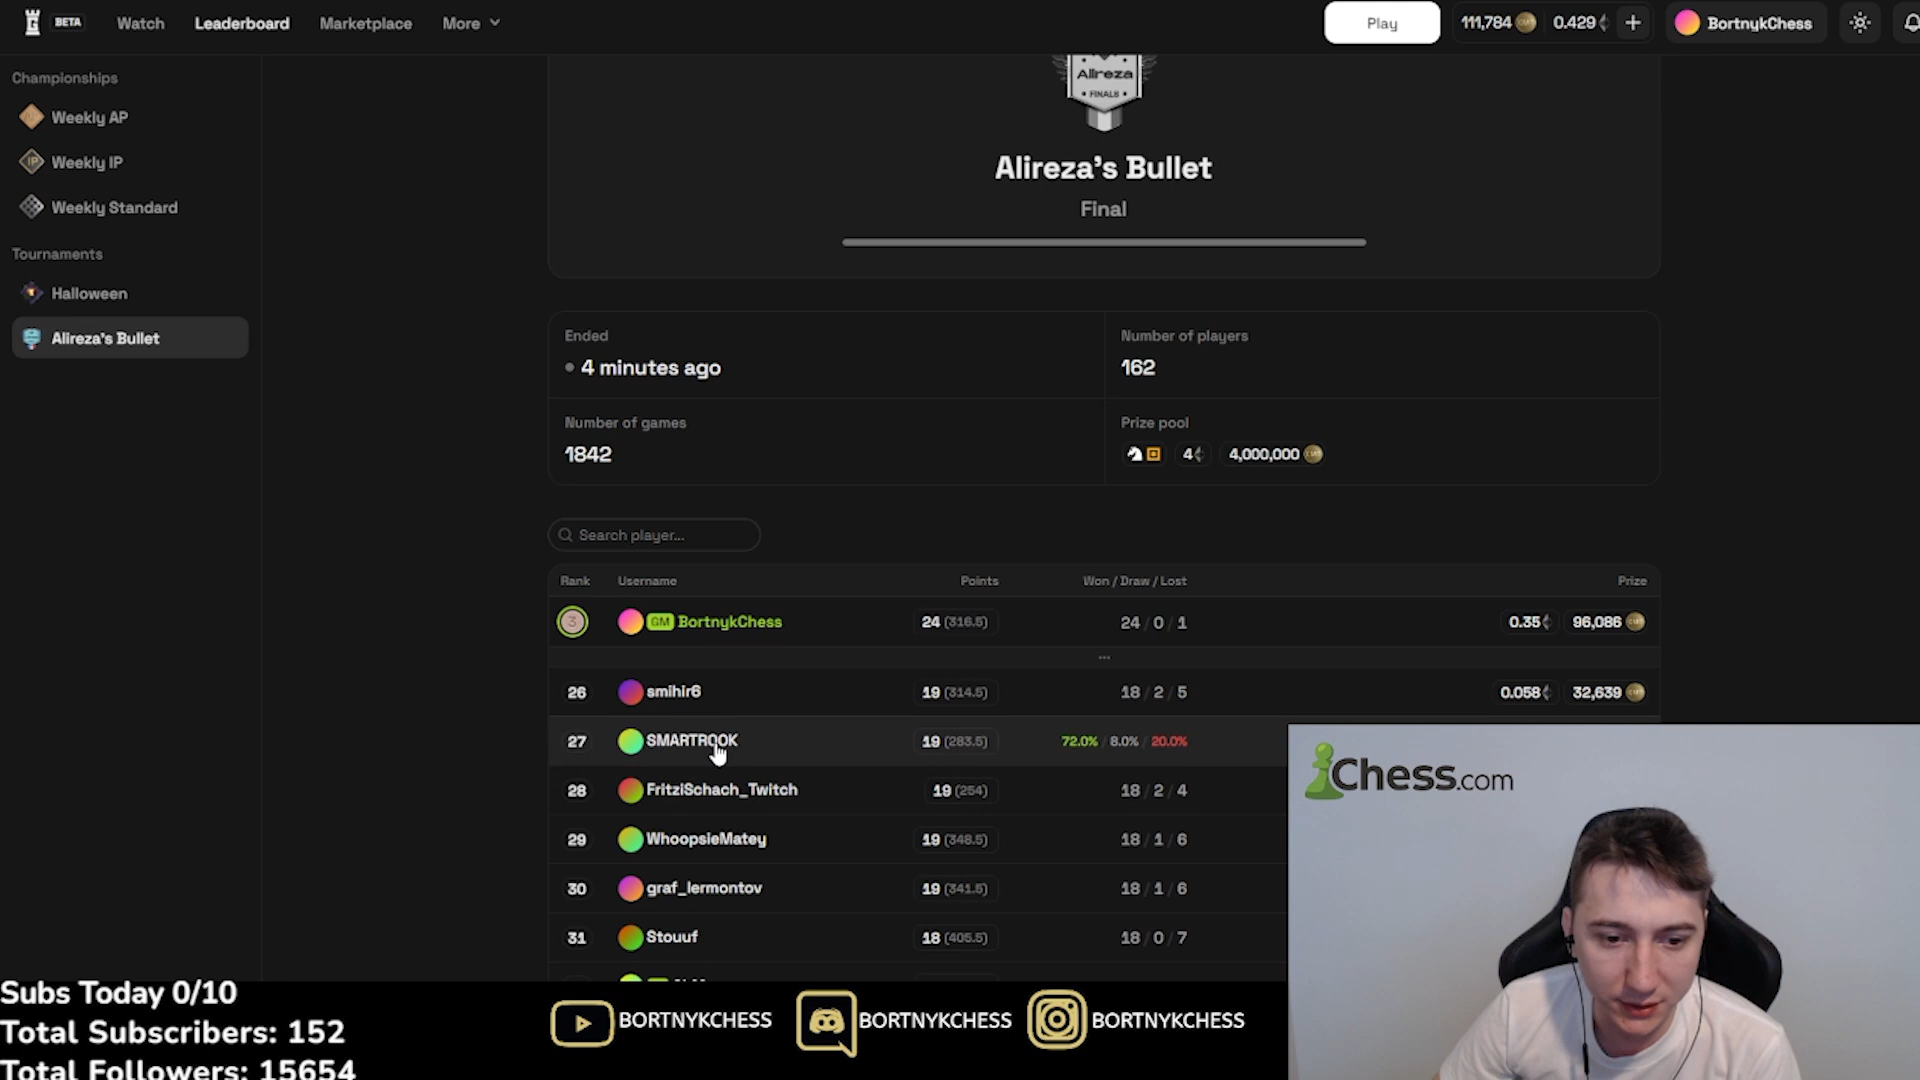 BETA
Watch
Leaderboard
Marketplace
More
Play
111,784
0.429
BortnykChess
Championships
Weekly AP
Weekly IP
Weekly Standard
Tournaments
Halloween
Alireza's Bullet
Alireza
FINALS
Alireza's Bullet
Final
Ended
4 minutes ago
Number of players
162
Number of games
1842
Prize pool
4
4,000,000
Search player...
Rank Username Points Won / Draw / Lost Prize
3 GM BortnykChess 24 (316.5) 24 / 0 / 1 0.35 96,086
...
26 smihir6 19 (314.5) 18 / 2 / 5 0.058 32,639
27 SMARTROOK 19 (283.5) 72.0% / 8.0% / 20.0%
28 FritziSchach_Twitch 19 (254) 18 / 2 / 4
29 WhoopsieMatey 19 (348.5) 18 / 1 / 6
30 graf_lermontov 19 (341.5) 18 / 1 / 6
31 Stouuf 18 (405.5) 18 / 0 / 7
Chess.com
Subs Today 0/10
Total Subscribers: 152
Total Followers: 15654
BORTNYKCHESS
BORTNYKCHESS
BORTNYKCHESS